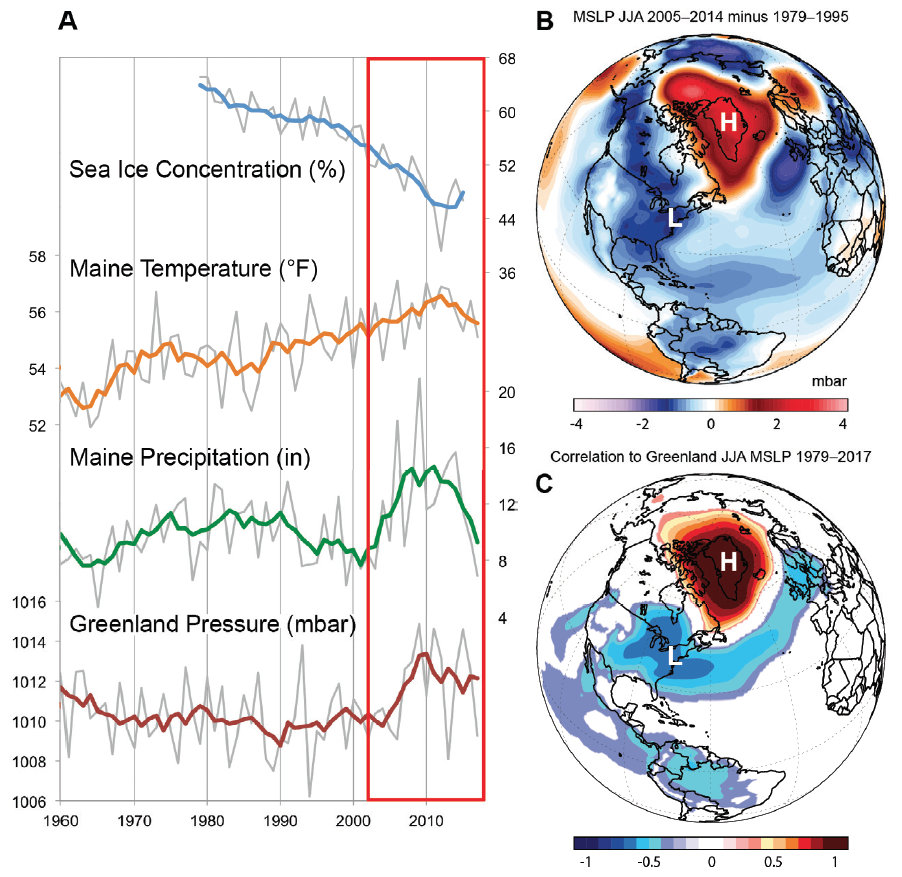 A
68
60
52
44
36
Sea Ice Concentration (%)
58
56
54
52
Maine Temperature (°F)
20
16
12
8
4
Maine Precipitation (in)
1016
1014
1012
1010
1008
1006
Greenland Pressure (mbar)
1960 1970 1980 1990 2000 2010
B
MSLP JJA 2005–2014 minus 1979–1995
H
L
mbar
-4 -2 0 2 4
Correlation to Greenland JJA MSLP 1979–2017
C
H
L
-1 -0.5 0 0.5 1